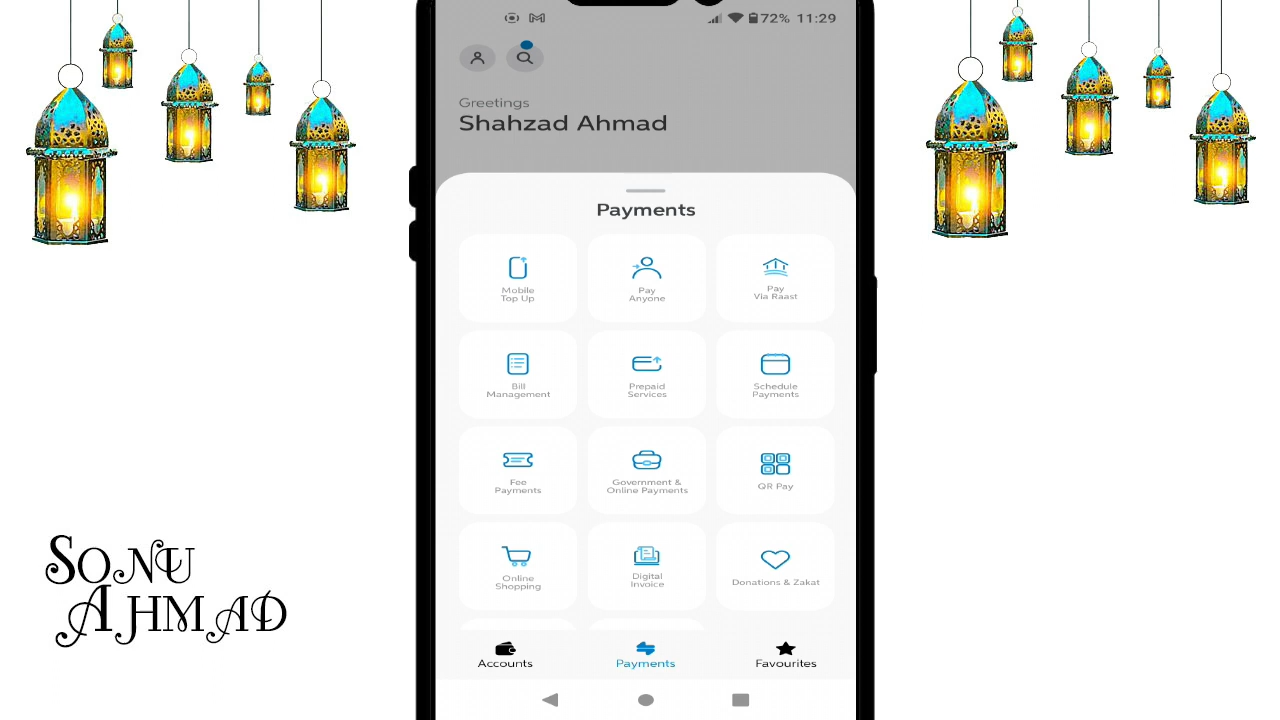 72% 11:29
Greetings
Shahzad Ahmad
Payments
Mobile
Top Up
Pay
Anyone
Pay
Via Raast
Bill
Management
Prepaid
Services
Schedule
Payments
Fee
Payments
Government &
Online Payments
QR Pay
Online
Shopping
Digital
Invoice
Donations & Zakat
Accounts
Payments
Favourites
SONU
AHMAD